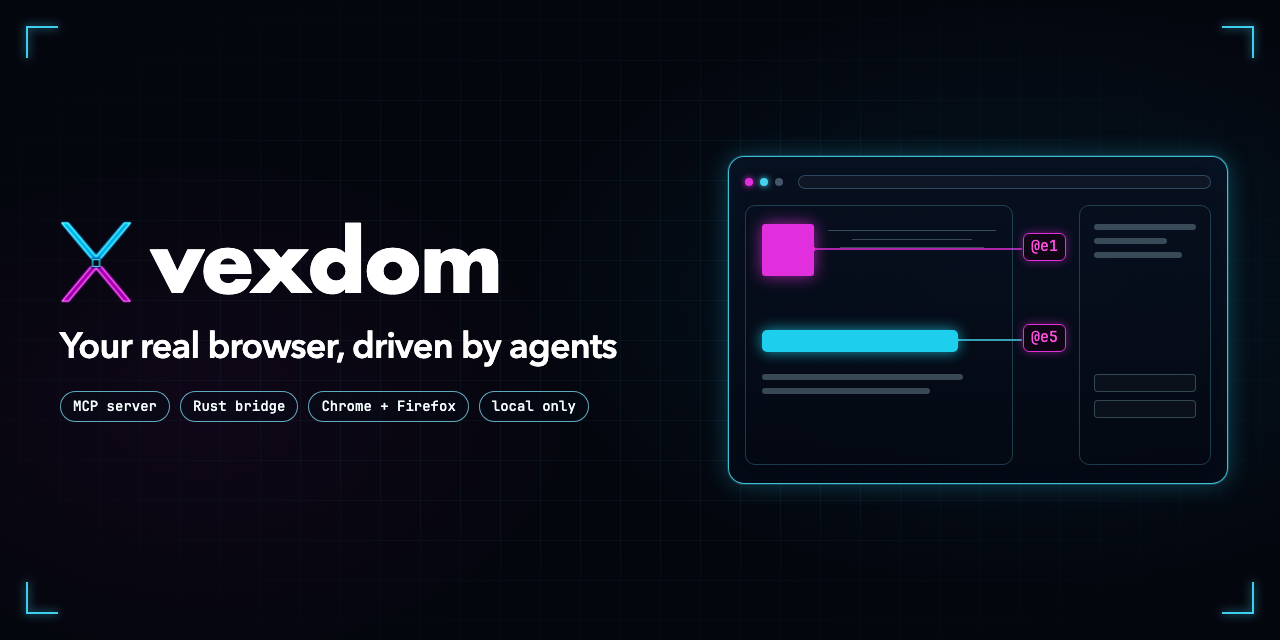 vexdom
Your real browser, driven by agents
MCP server
Rust bridge
Chrome + Firefox
local only
@e1
@e5